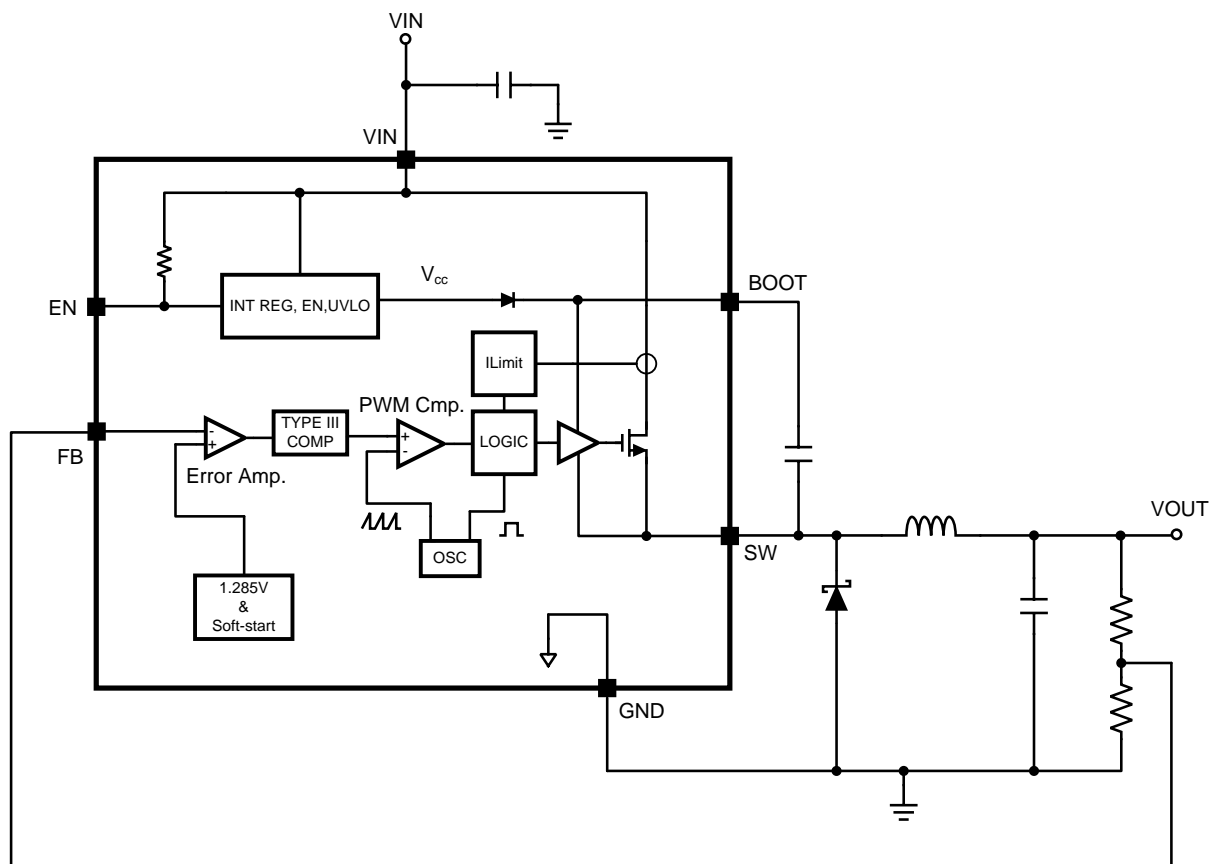 VIN
VIN
V_cc
BOOT
EN
INT REG, EN,UVLO
ILimit
PWM Cmp.
TYPE III
COMP
-
+
+
-
LOGIC
FB
Error Amp.
VOUT
OSC
SW
1.285V
&
Soft-start
GND